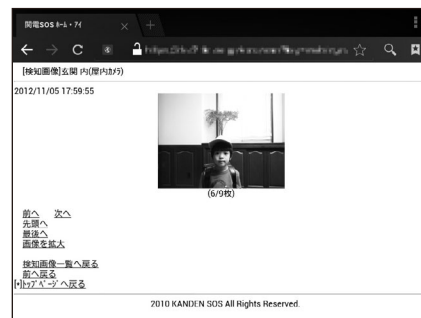 関電SOS ﾎｰﾑ・ｱｲ
[検知画像]玄関 内(屋内ｶﾒﾗ)
2012/11/05 17:59:55
(6/9枚)
前へ 次へ
先頭へ
最後へ
画像を拡大
検知画像一覧へ戻る
前へ戻る
[*]ﾄｯﾌﾟﾍﾟｰｼﾞへ戻る
2010 KANDEN SOS All Rights Reserved.